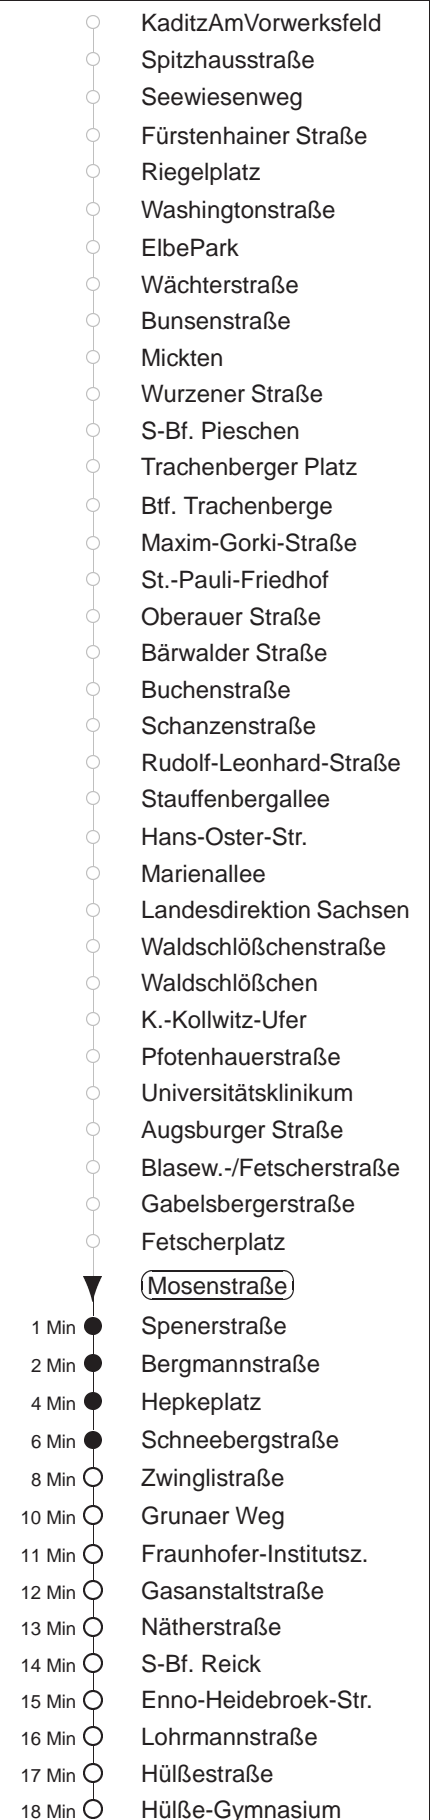 KaditzAmVorwerksfeld
Spitzhausstraße
Seewiesenweg
Fürstenhainer Straße
Riegelplatz
Washingtonstraße
ElbePark
Wächterstraße
Bunsenstraße
Mickten
Wurzener Straße
S-Bf. Pieschen
Trachenberger Platz
Btf. Trachenberge
Maxim-Gorki-Straße
St.-Pauli-Friedhof
Oberauer Straße
Bärwalder Straße
Buchenstraße
Schanzenstraße
Rudolf-Leonhard-Straße
Stauffenbergallee
Hans-Oster-Str.
Marienallee
Landesdirektion Sachsen
Waldschlößchenstraße
Waldschlößchen
K.-Kollwitz-Ufer
Pfotenhauerstraße
Universitätsklinikum
Augsburger Straße
Blasew.-/Fetscherstraße
Gabelsbergerstraße
Fetscherplatz
Mosenstraße
1 Min Spenerstraße
2 Min Bergmannstraße
4 Min Hepkeplatz
6 Min Schneebergstraße
8 Min Zwinglistraße
10 Min Grunaer Weg
11 Min Fraunhofer-Institutsz.
12 Min Gasanstaltstraße
13 Min Nätherstraße
14 Min S-Bf. Reick
15 Min Enno-Heidebroek-Str.
16 Min Lohrmannstraße
17 Min Hülßestraße
18 Min Hülße-Gymnasium